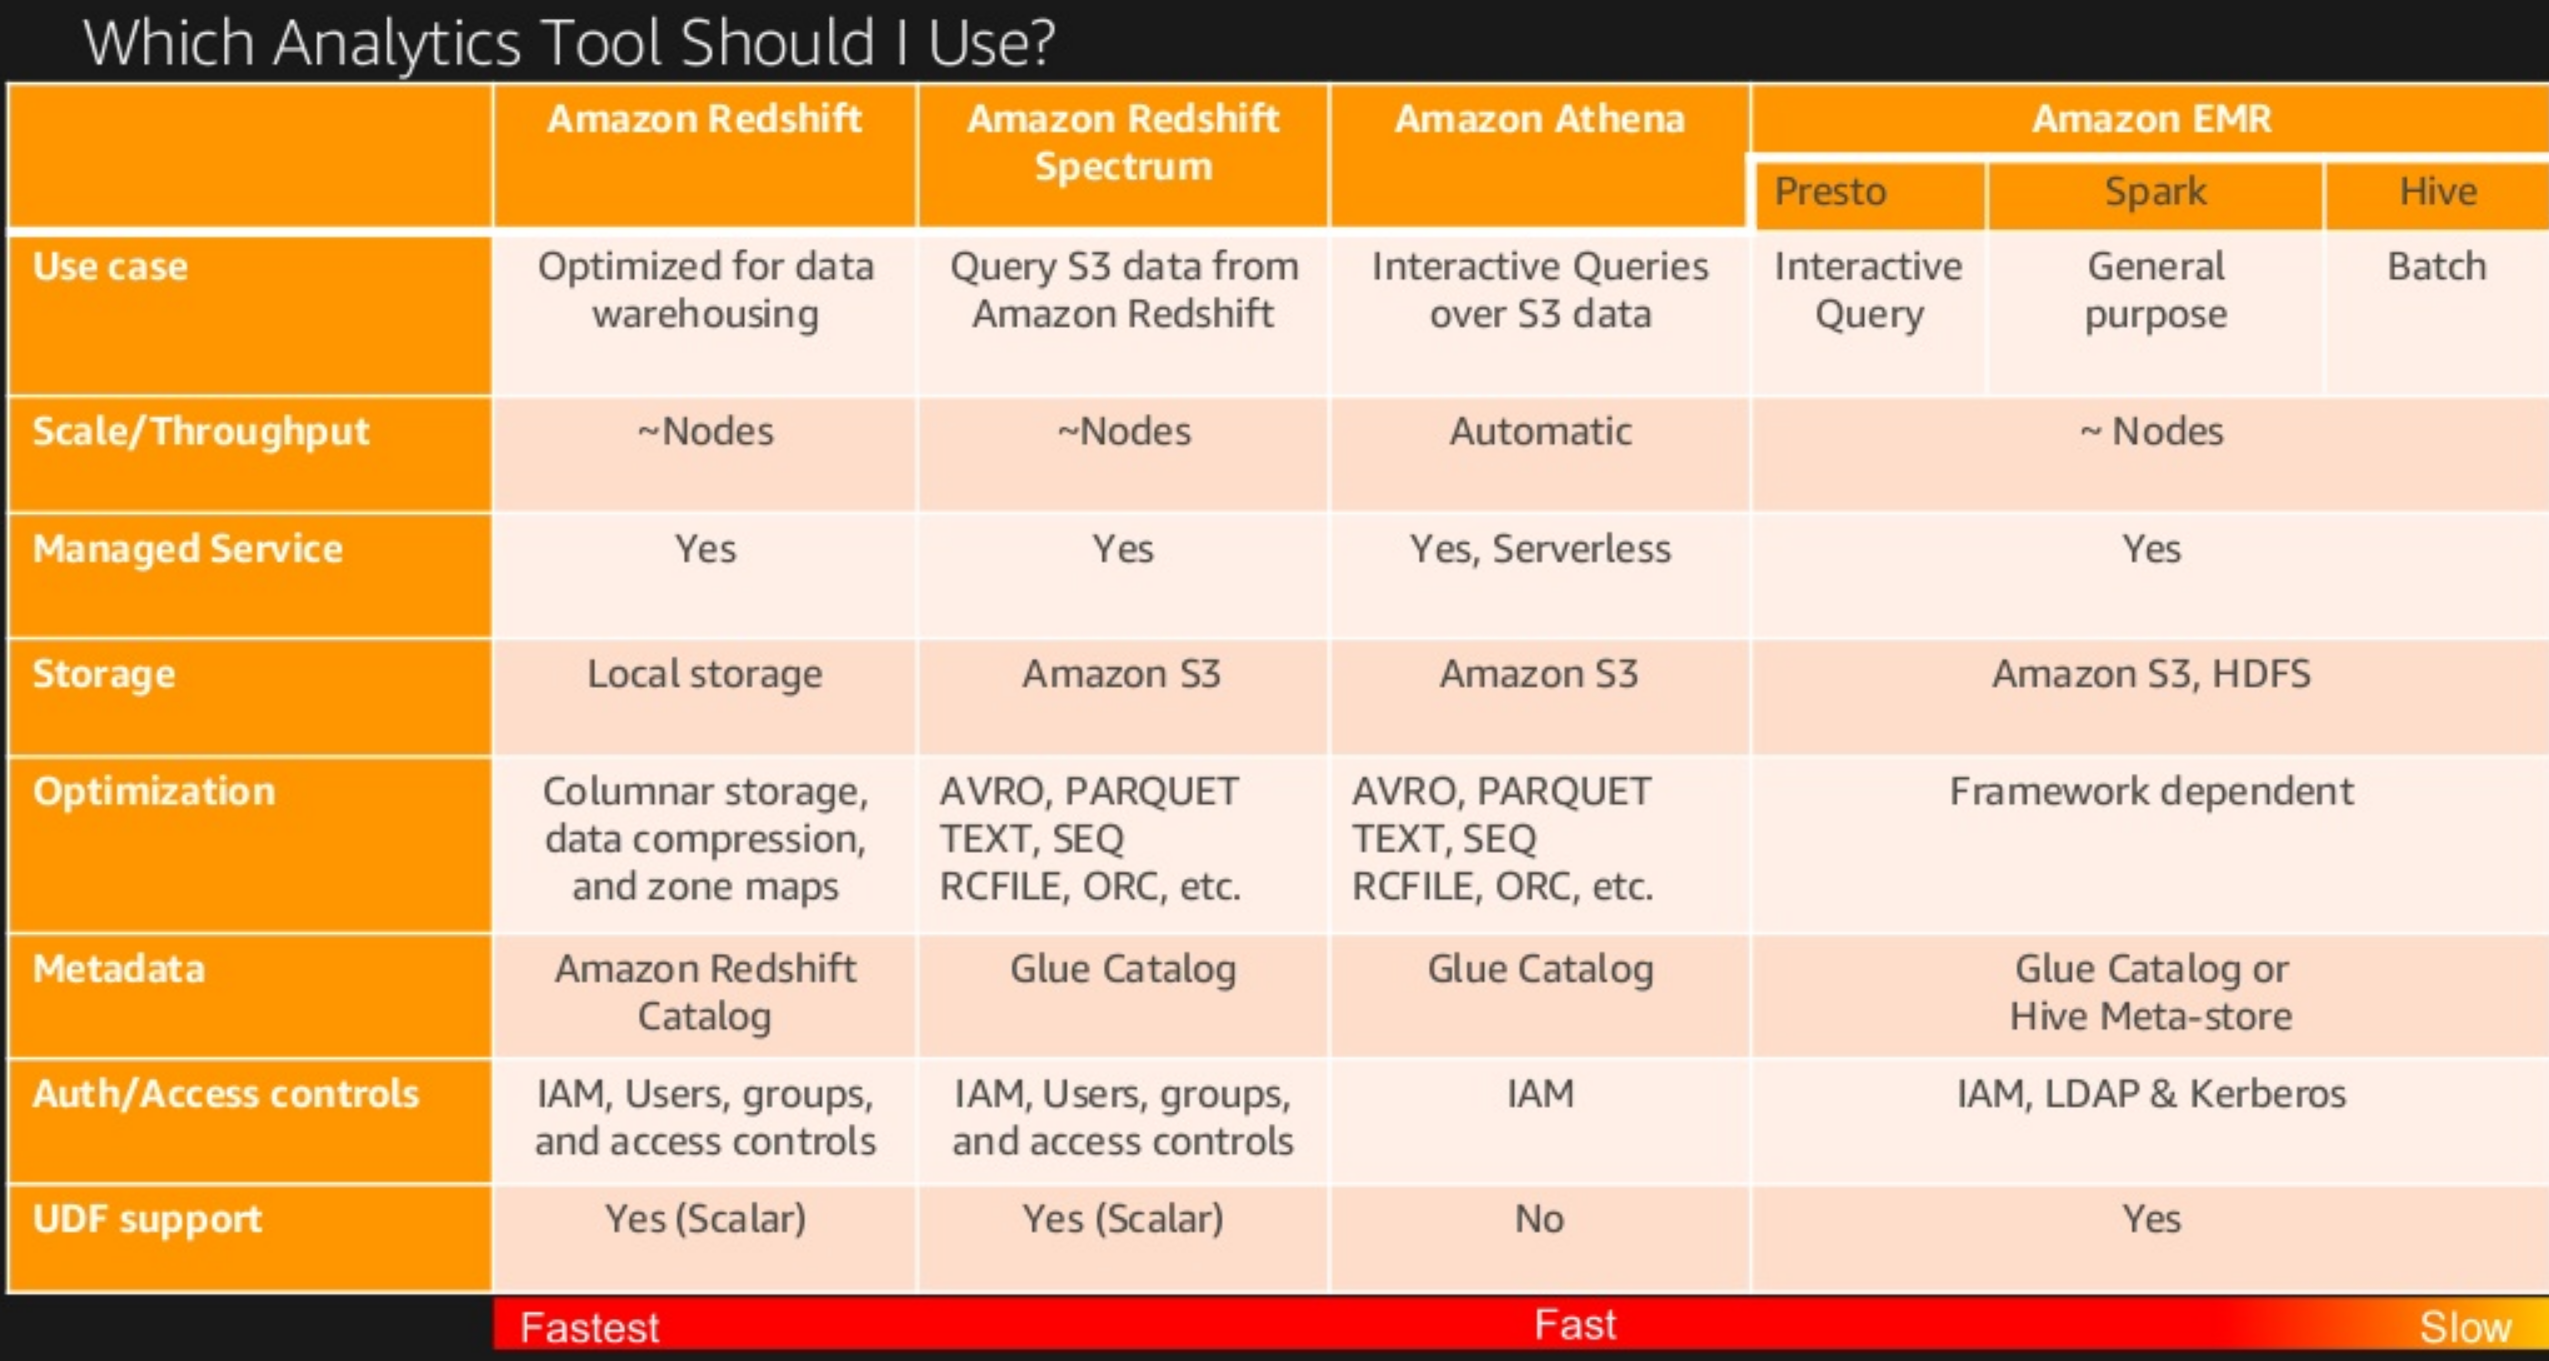 Which Analytics Tool Should I Use?
Amazon Redshift
Amazon Redshift
Spectrum
Amazon Athena
Amazon EMR
Presto
Spark
Hive
Use case
Optimized for data
warehousing
Query S3 data from
Amazon Redshift
Interactive Queries
over S3 data
Interactive
Query
General
purpose
Batch
Scale/Throughput
~Nodes
~Nodes
Automatic
~ Nodes
Managed Service
Yes
Yes
Yes, Serverless
Yes
Storage
Local storage
Amazon S3
Amazon S3
Amazon S3, HDFS
Optimization
Columnar storage,
data compression,
and zone maps
AVRO, PARQUET
TEXT, SEQ
RCFILE, ORC, etc.
AVRO, PARQUET
TEXT, SEQ
RCFILE, ORC, etc.
Framework dependent
Metadata
Amazon Redshift
Catalog
Glue Catalog
Glue Catalog
Glue Catalog or
Hive Meta-store
Auth/Access controls
IAM, Users, groups,
and access controls
IAM, Users, groups,
and access controls
IAM
IAM, LDAP & Kerberos
UDF support
Yes (Scalar)
Yes (Scalar)
No
Yes
Fastest
Fast
Slow